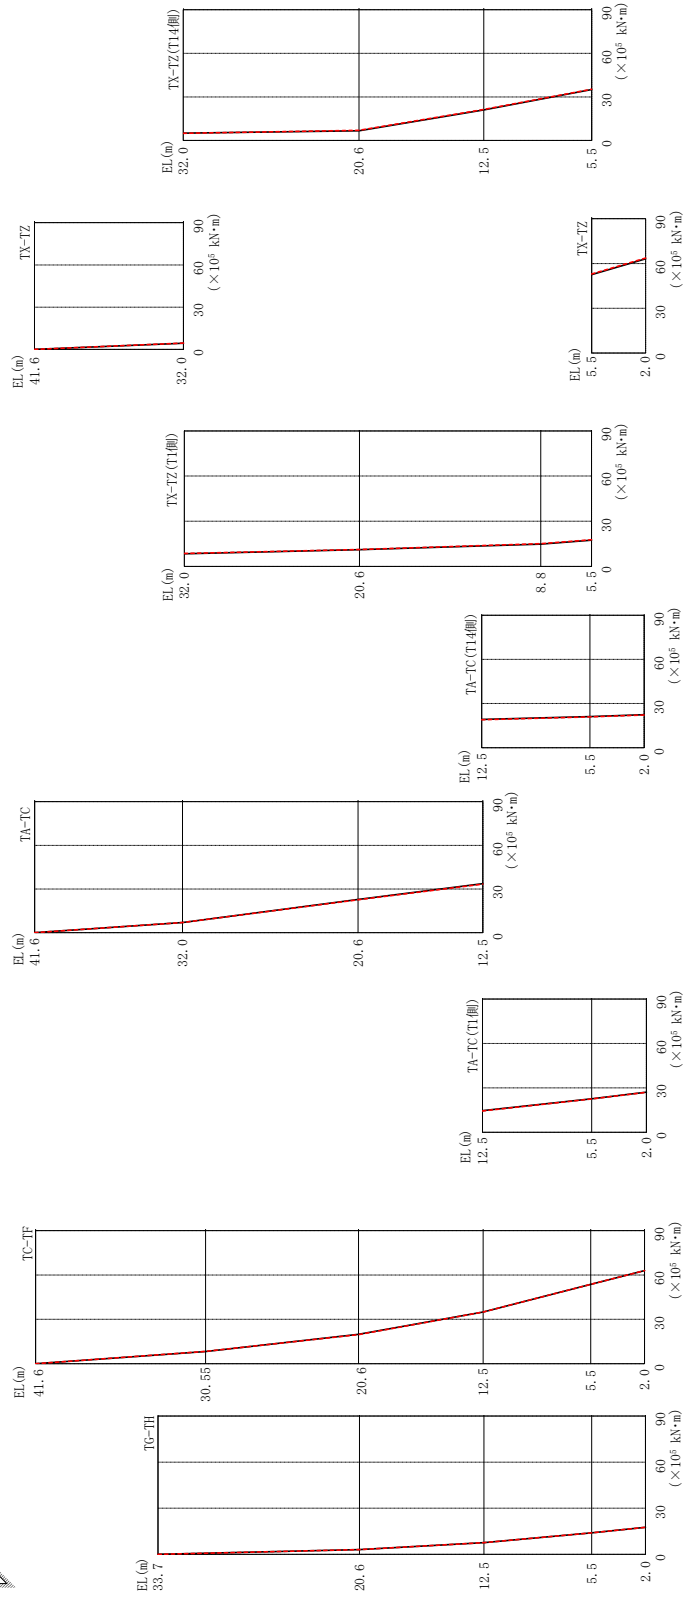 TX-TZ(T14側)
EL(m)
32.0
20.6
12.5
5.5
0
30
60
90
(×10⁵ kN・m)
TX-TZ
EL(m)
41.6
32.0
0
30
60
90
(×10⁵ kN・m)
TX-TZ
EL(m)
5.5
2.0
0
30
60
90
(×10⁵ kN・m)
TX-TZ(T1側)
EL(m)
32.0
20.6
8.8
5.5
0
30
60
90
(×10⁵ kN・m)
TA-TC(T14側)
EL(m)
12.5
5.5
2.0
0
30
60
90
(×10⁵ kN・m)
TA-TC
EL(m)
41.6
32.0
20.6
12.5
0
30
60
90
(×10⁵ kN・m)
TA-TC(T1側)
EL(m)
12.5
5.5
2.0
0
30
60
90
(×10⁵ kN・m)
TC-TF
EL(m)
41.6
30.55
20.6
12.5
5.5
2.0
0
30
60
90
(×10⁵ kN・m)
TG-TH
EL(m)
33.7
20.6
12.5
5.5
2.0
0
30
60
90
(×10⁵ kN・m)